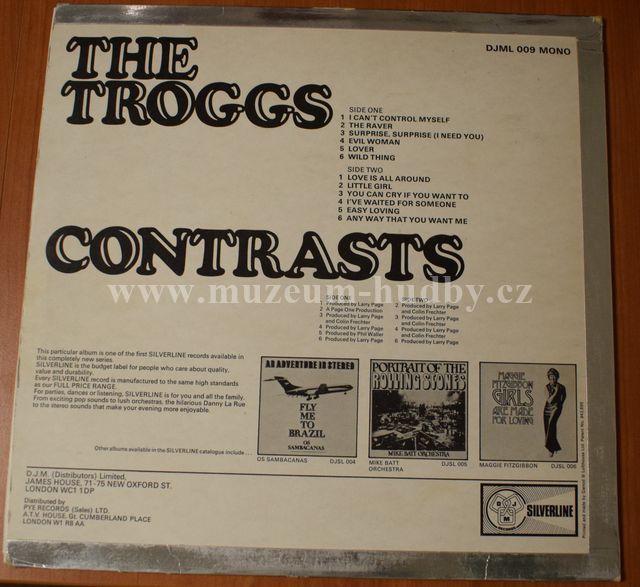 THE
TROGGS
DJML 009 MONO
SIDE ONE
1 I CAN'T CONTROL MYSELF
2 THE RAVER
3 SURPRISE, SURPRISE (I NEED YOU)
4 EVIL WOMAN
5 LOVER
6 WILD THING
SIDE TWO
1 LOVE IS ALL AROUND
2 LITTLE GIRL
3 YOU CAN CRY IF YOU WANT TO
4 I'VE WAITED FOR SOMEONE
5 EASY LOVING
6 ANY WAY THAT YOU WANT ME
CONTRASTS
www.muzeum-hudby.cz
SIDE ONE
1 Produced by Larry Page
2 A Page One Production
3 Produced by Larry Page
and Colin Frechter
4 Produced by Larry Page
5 Produced by Phil Waller
6 Produced by Larry Page
SIDE TWO
and Colin Frechter
3 Produced by Larry Page
and Colin Frechter
4 Produced by Larry Page
and Colin Frechter
6 Produced by Larry Page
This particular album is one of the first SILVERLINE records available in
this completely new series.
SILVERLINE is the budget label for people who care about quality,
value and durability.
Every SILVERLINE record is manufactured to the same high standards
as our FULL PRICE RANGE.
For parties, dances or listening, SILVERLINE is for you and all the family.
From exciting pop sounds to lush orchestras, the hilarious Danny La Rue
to the stereo sounds that make your evening more enjoyable.
Other albums available in the SILVERLINE catalogue include . . .
AN ADVENTURE IN STEREO
FLY
ME TO
BRAZIL
OS
SAMBACANAS
OS SAMBACANAS DJSL 004
PORTRAIT OF THE
ROLLING STONES
MIKE BATT ORCHESTRA
MIKE BATT DJSL 005
ORCHESTRA
MAGGIE
FITZGIBBON
GIRLS
ARE MADE
FOR LOVING
MAGGIE FITZGIBBON DJSL 006
D.J.M. (Distributors) Limited,
JAMES HOUSE, 71-75 NEW OXFORD ST.
LONDON WC1 1DP
Distributed by
PYE RECORDS (Sales) LTD.
A.T.V. HOUSE, Gt. CUMBERLAND PLACE
LONDON W1 R8 AA
DJM
SILVERLINE